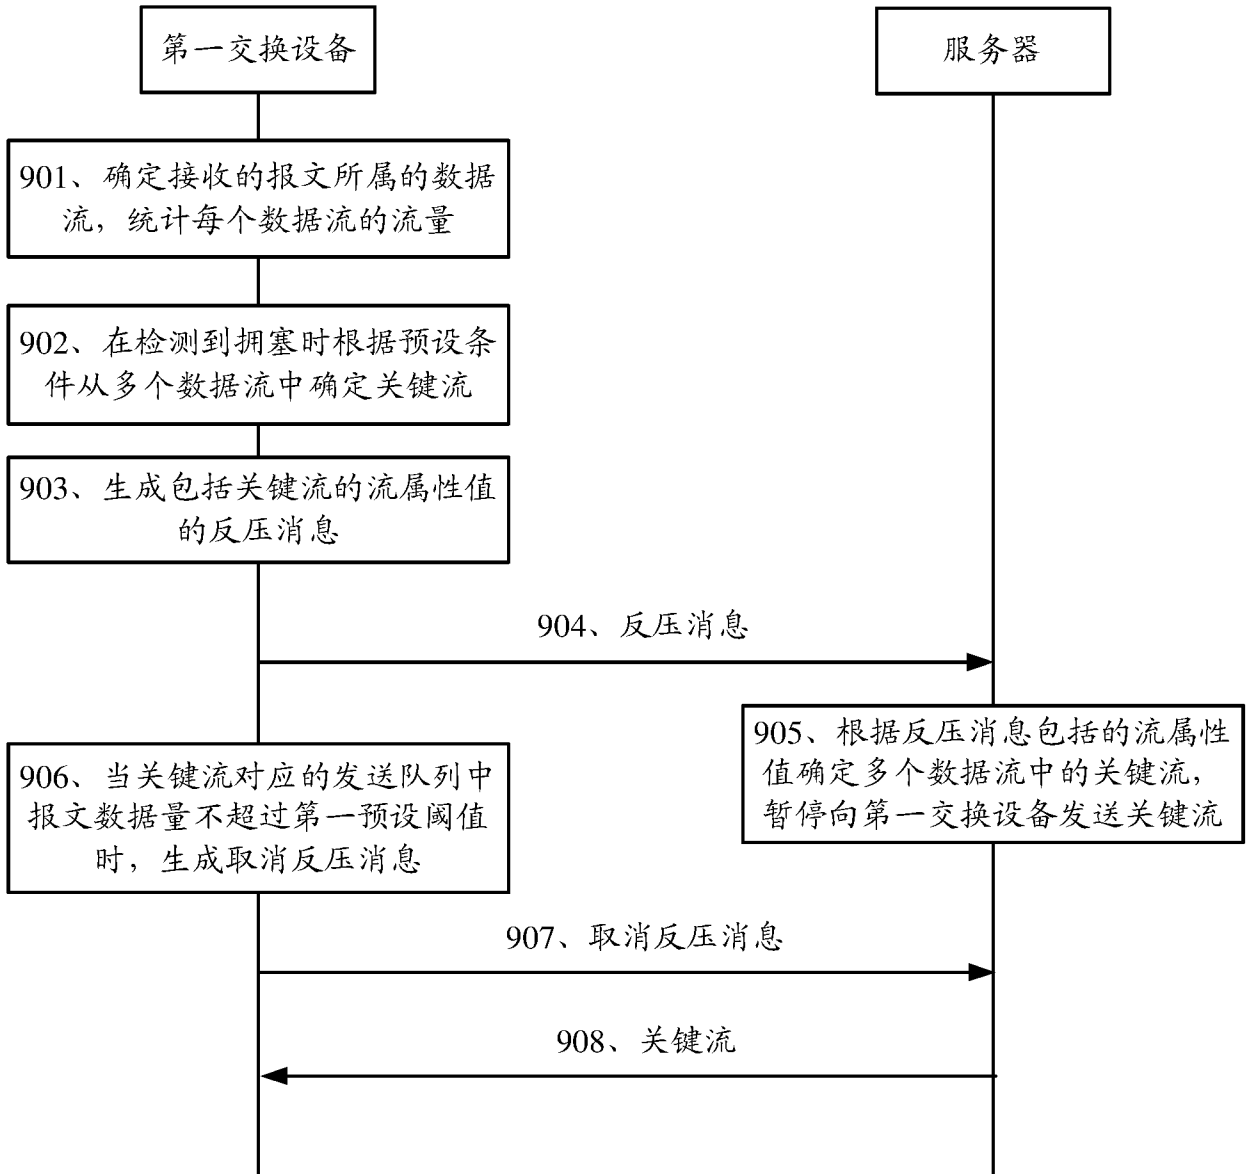 第一交换设备
服务器
901、确定接收的报文所属的数据
流，统计每个数据流的流量
902、在检测到拥塞时根据预设条
件从多个数据流中确定关键流
903、生成包括关键流的流属性值
的反压消息
904、反压消息
905、根据反压消息包括的流属性
值确定多个数据流中的关键流，
暂停向第一交换设备发送关键流
906、当关键流对应的发送队列中
报文数据量不超过第一预设阈值
时，生成取消反压消息
907、取消反压消息
908、关键流